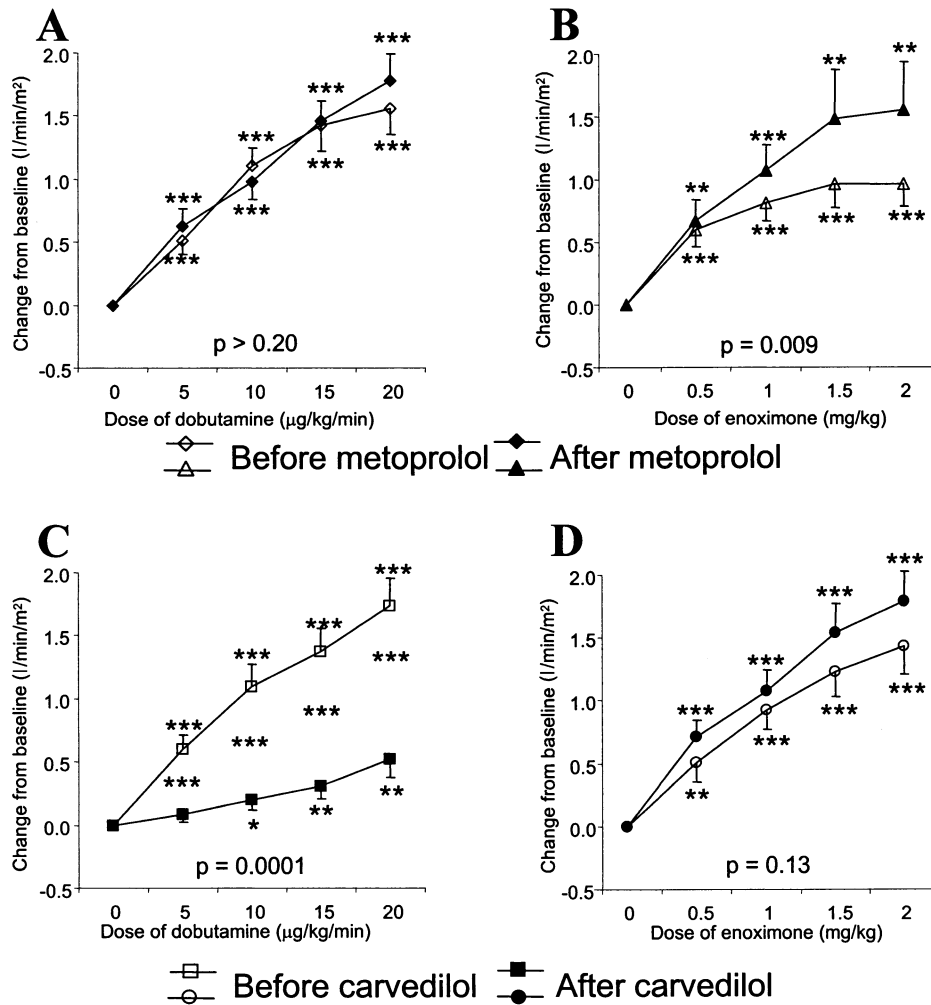 A
B
Change from baseline (l/min/m²)
2.0
1.5
1.0
0.5
0.0
-0.5
***
***
***
***
***
***
***
***
p > 0.20
0 5 10 15 20
Dose of dobutamine (μg/kg/min)
Change from baseline (l/min/m²)
2.0
1.5
1.0
0.5
0.0
-0.5
**
**
***
**
***
***
***
***
p = 0.009
0 0.5 1 1.5 2
Dose of enoximone (mg/kg)
Before metoprolol After metoprolol
C
D
Change from baseline (l/min/m²)
2.0
1.5
1.0
0.5
0.0
-0.5
***
***
***
***
***
***
***
***
**
**
*
p = 0.0001
0 5 10 15 20
Dose of dobutamine (μg/kg/min)
Change from baseline (l/min/m²)
2.0
1.5
1.0
0.5
0.0
-0.5
***
***
***
***
***
***
***
**
p = 0.13
0 0.5 1 1.5 2
Dose of enoximone (mg/kg)
Before carvedilol After carvedilol